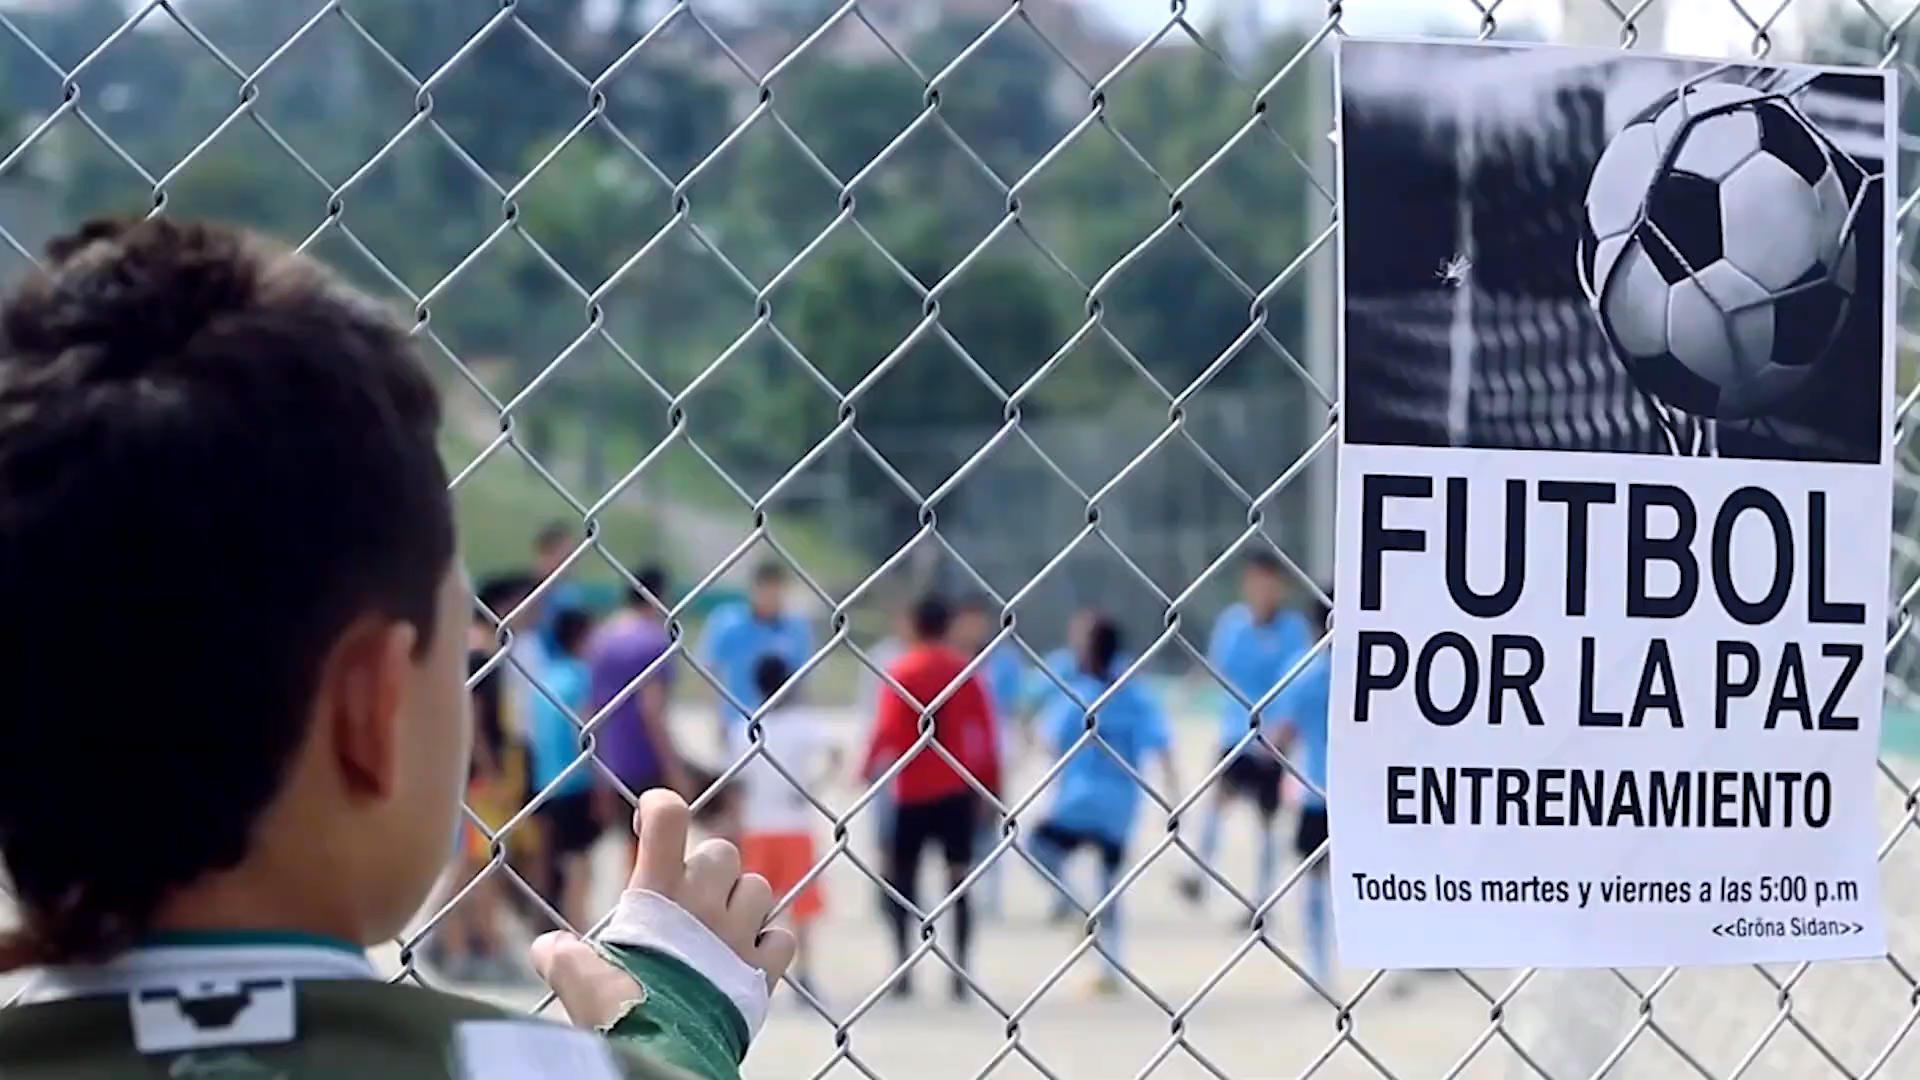 FUTBOL
POR LA PAZ
ENTRENAMIENTO
Todos los martes y viernes a las 5:00 p.m
<<Gröna Sidan>>